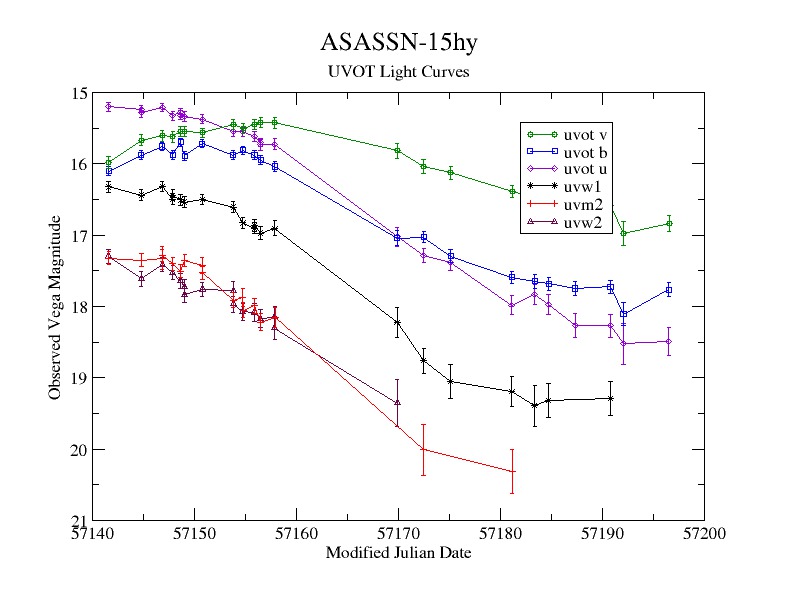 ASASSN-15hy
UVOT Light Curves
Observed Vega Magnitude
15
16
17
18
19
20
21
uvot v
uvot b
uvot u
uvw1
uvm2
uvw2
57140
57150
57160
57170
57180
57190
57200
Modified Julian Date